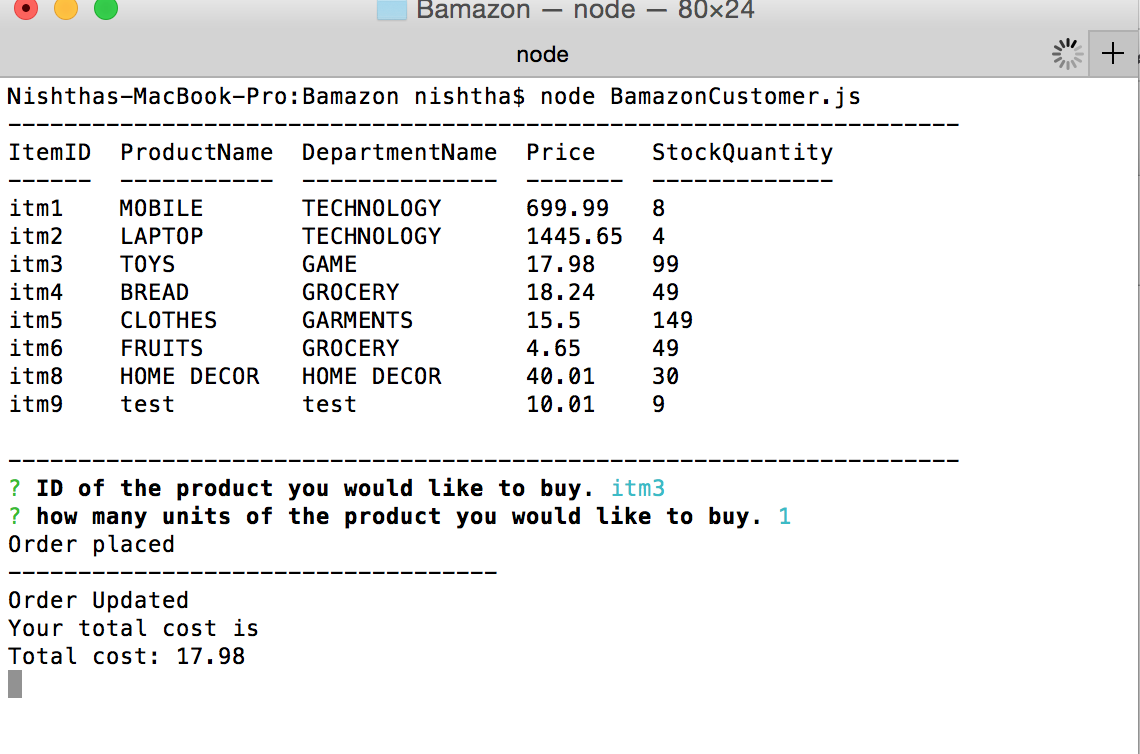 Bamazon — node — 80×24
node
+
Nishthas-MacBook-Pro:Bamazon nishtha$ node BamazonCustomer.js
--------------------------------------------------------------------
ItemID  ProductName  DepartmentName  Price    StockQuantity
------  -----------  --------------  -------  -------------
itm1    MOBILE       TECHNOLOGY      699.99   8
itm2    LAPTOP       TECHNOLOGY      1445.65  4
itm3    TOYS         GAME            17.98    99
itm4    BREAD        GROCERY         18.24    49
itm5    CLOTHES      GARMENTS        15.5     149
itm6    FRUITS       GROCERY         4.65     49
itm8    HOME DECOR   HOME DECOR      40.01    30
itm9    test         test            10.01    9
--------------------------------------------------------------------
? ID of the product you would like to buy. itm3
? how many units of the product you would like to buy. 1
Order placed
-----------------------------------
Order Updated
Your total cost is
Total cost: 17.98